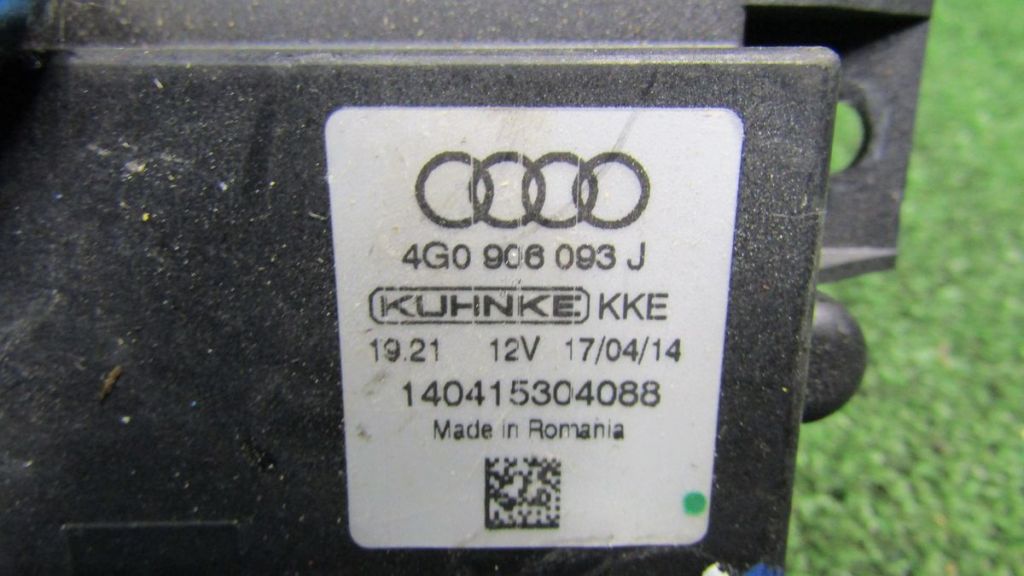 4G0 906 093 J
KUHNKE KKE
19.21 12V 17/04/14
140415304088
Made in Romania